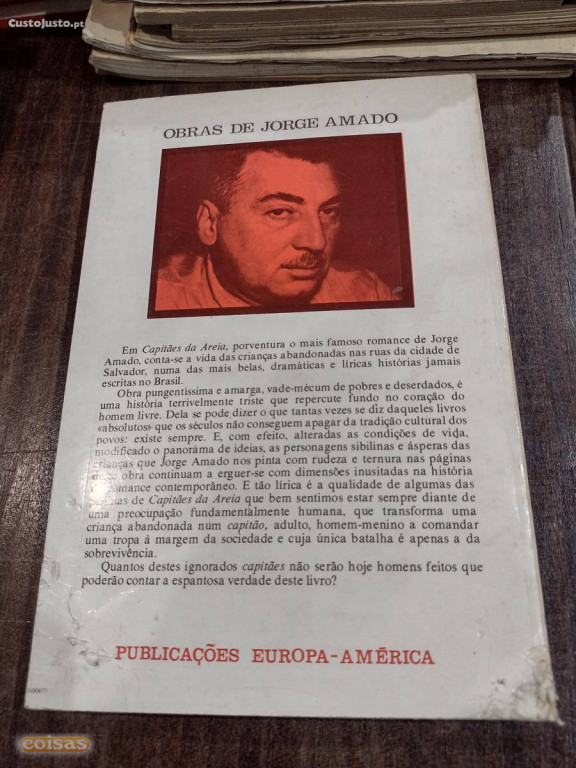 CustoJusto.pt
OBRAS DE JORGE AMADO
Em Capitães da Areia, porventura o mais famoso romance de Jorge
Amado, conta-se a vida das crianças abandonadas nas ruas da cidade de
Salvador, numa das mais belas, dramáticas e líricas histórias jamais
escritas no Brasil.
Obra pungentíssima e amarga, vade-mècum de pobres e deserdados, é
uma história terrivelmente triste que repercute fundo no coração do
homem livre. Dela se pode dizer o que tantas vezes se diz daqueles livros
«absolutos» que os séculos não conseguem apagar da tradição cultural dos
povos: existe sempre. E, com efeito, alteradas as condições de vida,
modificado o panorama de ideias, as personagens sibilinas e ásperas das
crianças que Jorge Amado nos pinta com rudeza e ternura nas páginas
obra continuam a erguer-se com dimensões inusitadas na história
romance contemporâneo. E tão lírica é a qualidade de algumas das
de Capitães da Areia que bem sentimos estar sempre diante de
uma preocupação fundamentalmente humana, que transforma uma
criança abandonada num capitão, adulto, homem-menino a comandar
uma tropa à margem da sociedade e cuja única batalha é apenas a da
sobrevivência.
Quantos destes ignorados capitães não serão hoje homens feitos que
poderão contar a espantosa verdade deste livro?
PUBLICAÇÕES EUROPA-AMÉRICA
coisas